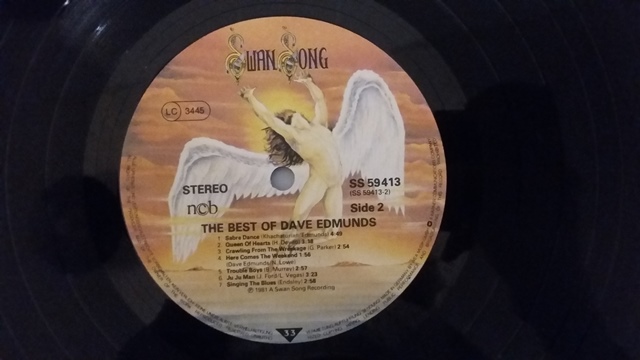 SWAN SONG
LC 3445
STEREO
ncb
SS 59413
(SS 59413-2)
Side 2
THE BEST OF DAVE EDMUNDS
1 Sabre Dance (Khachaturian, Edmunds) 4:49
2 Queen Of Hearts (H. Devito) 3:18
3 Crawling From The Wreckage (G. Parker) 2:54
4 Here Comes The Weekend 1:58
(Dave Edmunds/N. Lowe)
5 Trouble Boys (B. Murray) 2:57
6 Ju Ju Man (J. Ford/L. Vegas) 3:23
7 Singing The Blues (Endsley) 2:58
℗ 1981 A Swan Song Recording
33